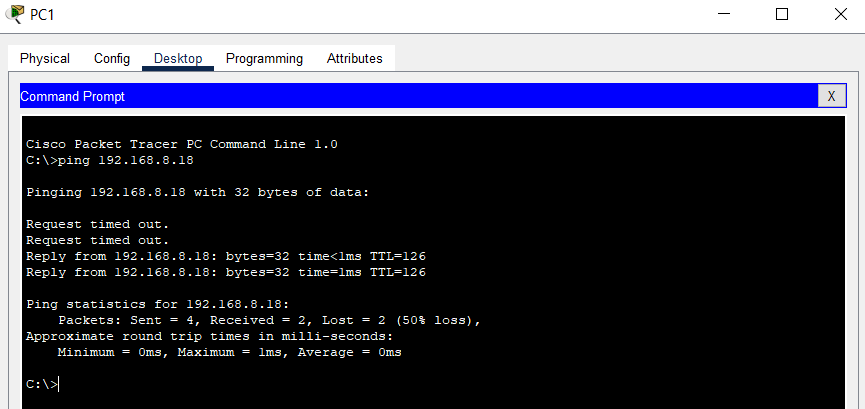 PC1
Physical Config Desktop Programming Attributes
Command Prompt X
Cisco Packet Tracer PC Command Line 1.0
C:\>ping 192.168.8.18
Pinging 192.168.8.18 with 32 bytes of data:
Request timed out.
Request timed out.
Reply from 192.168.8.18: bytes=32 time<1ms TTL=126
Reply from 192.168.8.18: bytes=32 time=1ms TTL=126
Ping statistics for 192.168.8.18:
Packets: Sent = 4, Received = 2, Lost = 2 (50% loss),
Approximate round trip times in milli-seconds:
Minimum = 0ms, Maximum = 1ms, Average = 0ms
C:\>